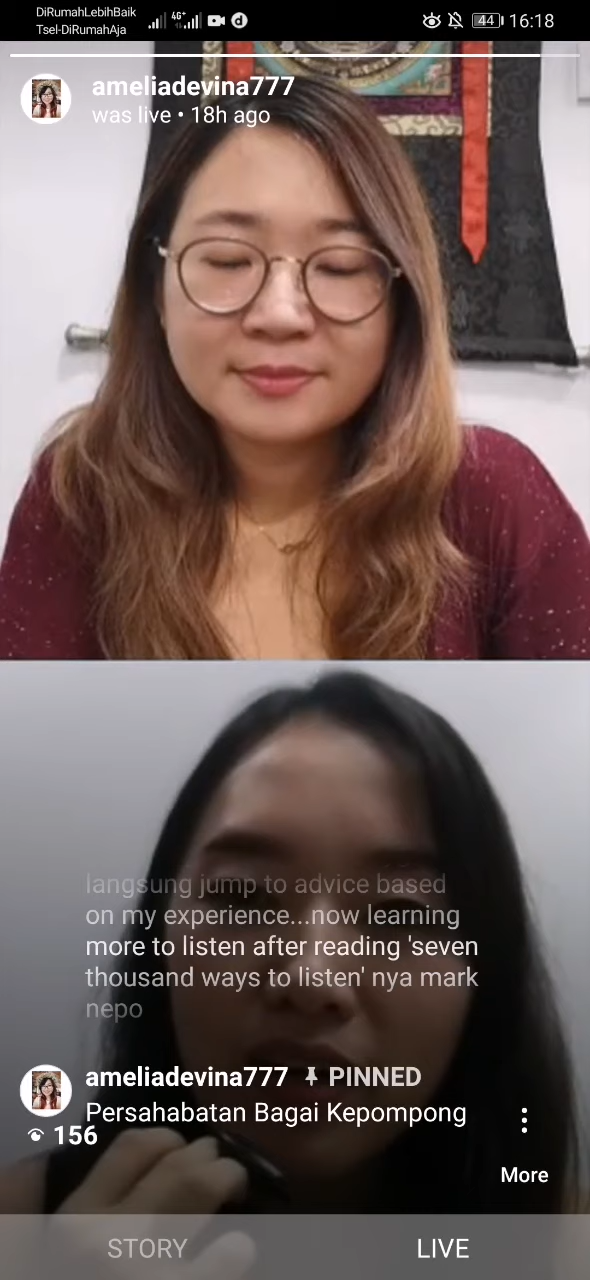 DiRumahLebihBaik
Tsel-DiRumahAja
4G+
44
16:18
ameliadevina777
was live • 18h ago
langsung jump to advice based
on my experience...now learning
more to listen after reading 'seven
thousand ways to listen' nya mark
nepo
ameliadevina777 PINNED
Persahabatan Bagai Kepompong
156
More
STORY LIVE